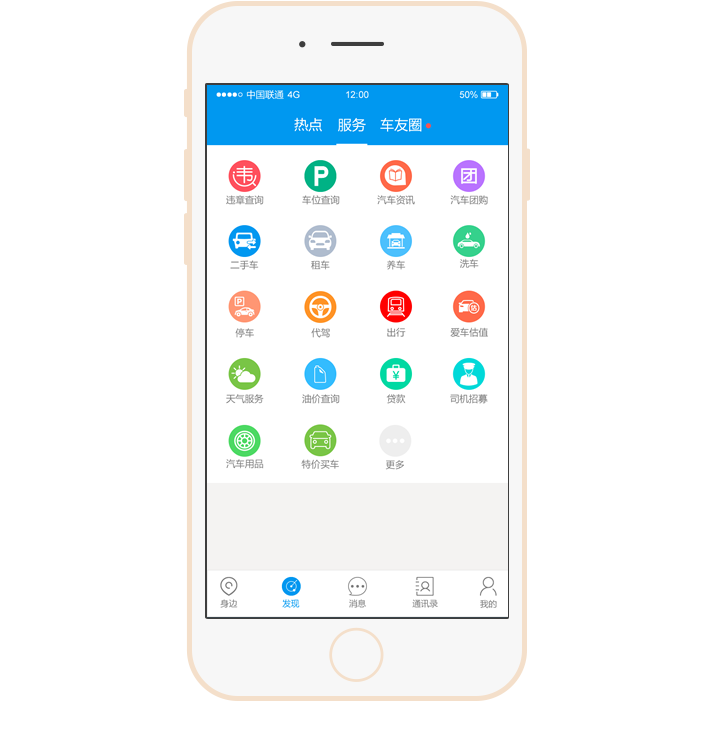 中国联通 4G 12:00 50%
热点 服务 车友圈
违 P 团
违章查询 车位查询 汽车资讯 汽车团购
二手车 租车 养车 洗车
P
停车 代驾 出行 爱车估值
¥
天气服务 油价查询 贷款 司机招募
汽车用品 特价买车 更多
身边 发现 消息 通讯录 我的